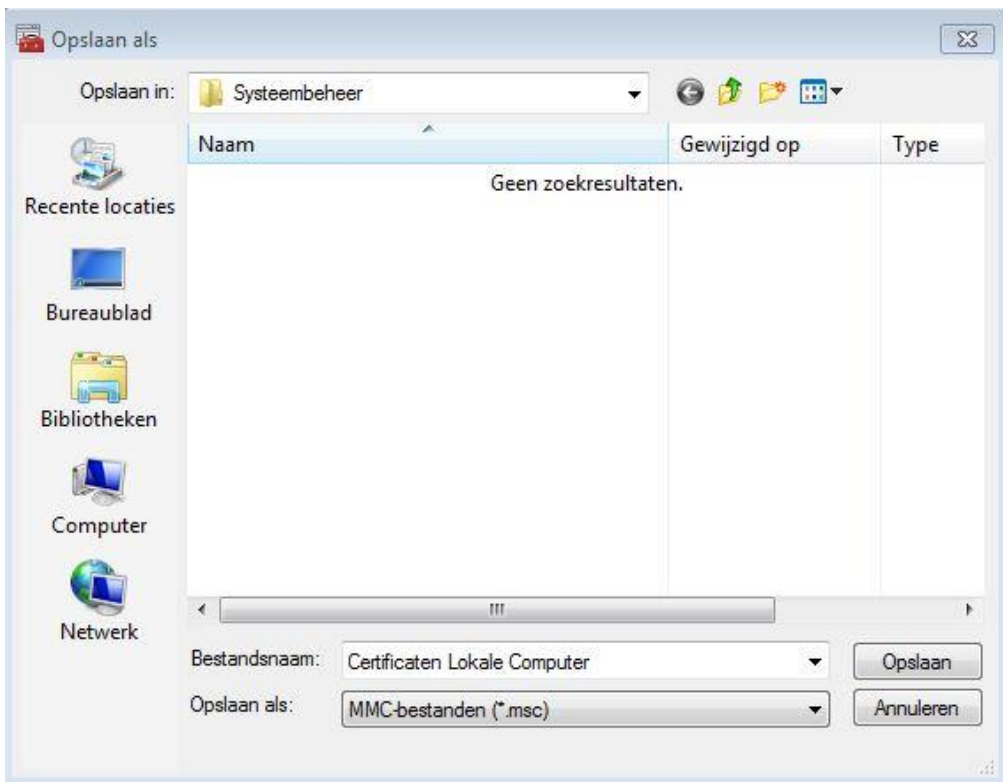 Opslaan als
Opslaan in: Systeembeheer
Naam Gewijzigd op Type
Geen zoekresultaten.
Recente locaties
Bureaublad
Bibliotheken
Computer
Netwerk
Bestandsnaam: Certificaten Lokale Computer Opslaan
Opslaan als: MMC-bestanden (*.msc) Annuleren